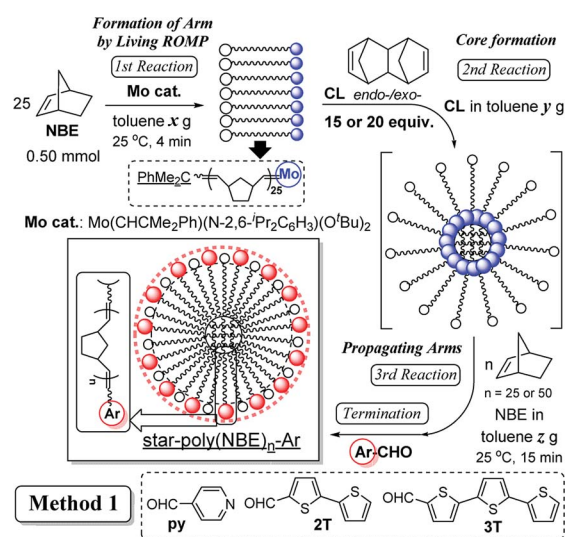 Formation of Arm
by Living ROMP
1st Reaction
25
NBE
0.50 mmol
Mo cat.
toluene x g
25 °C, 4 min
CL endo-/exo-
15 or 20 equiv.
Core formation
2nd Reaction
CL in toluene y g
PhMe2C
25
Mo
Mo cat.: Mo(CHCMe2Ph)(N-2,6-iPr2C6H3)(OtBu)2
n
Ar
star-poly(NBE)n-Ar
Propagating Arms
3rd Reaction
Termination
Ar-CHO
n
n = 25 or 50
NBE in
toluene z g
25 °C, 15 min
Method 1
OHC
N
py
OHC
S
S
2T
OHC
S
S
S
3T